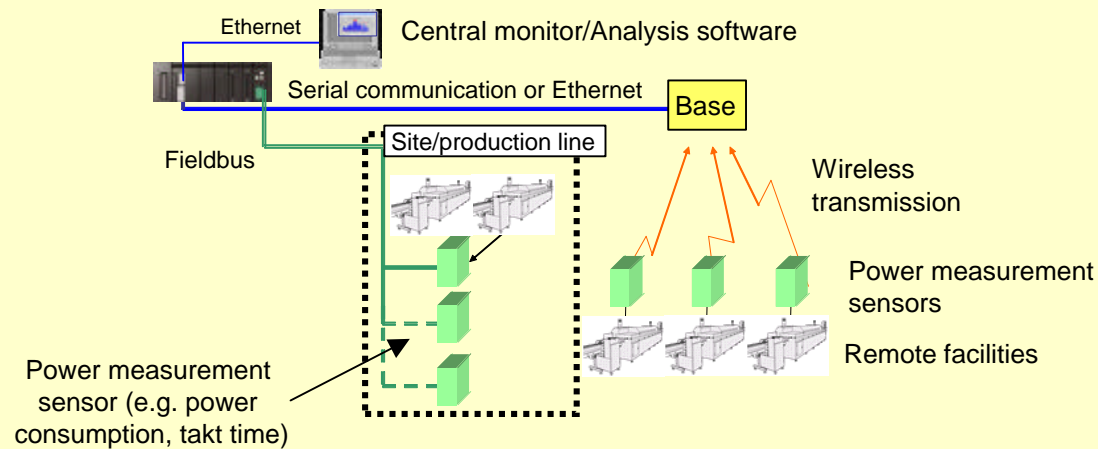 Ethernet
Central monitor/Analysis software
Serial communication or Ethernet
Base
Fieldbus
Site/production line
Wireless
transmission
Power measurement
sensors
Remote facilities
Power measurement
sensor (e.g. power
consumption, takt time)